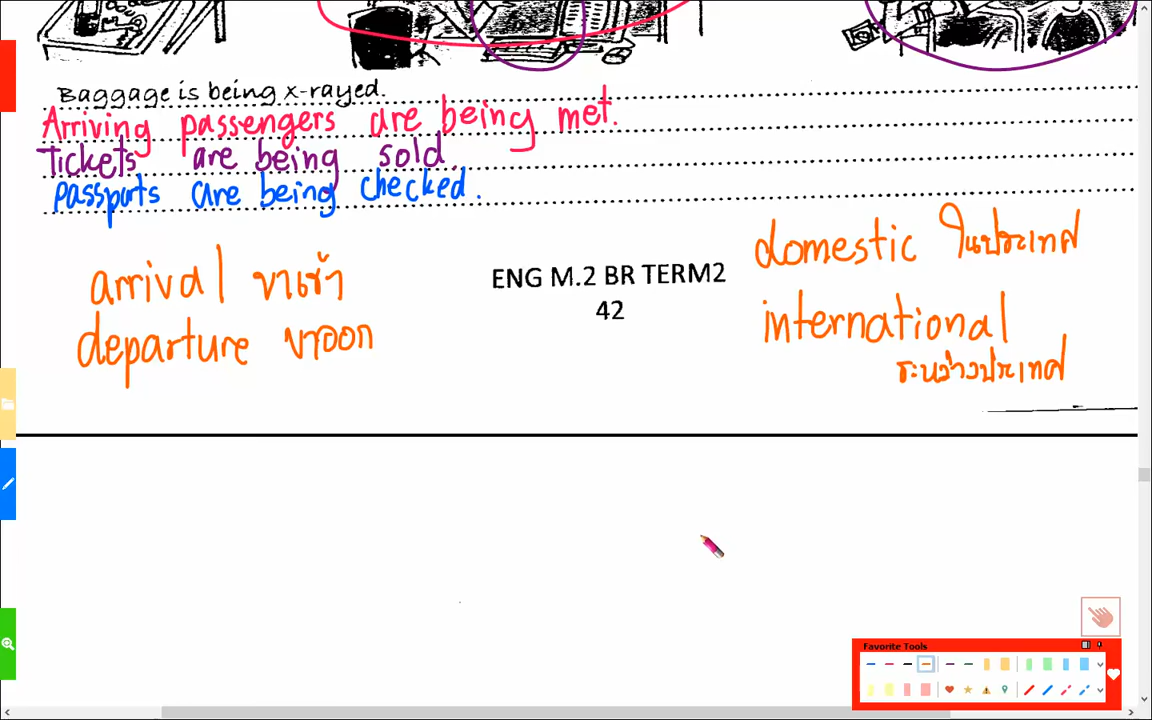 Baggage is being x-rayed.
Arriving passengers are being met.
Tickets are being sold.
Passports are being checked.
domestic ในประเทศ
arrival ขาเข้า
ENG M.2 BR TERM2
42
international
departure ขาออก
ระหว่างประเทศ
Favorite Tools